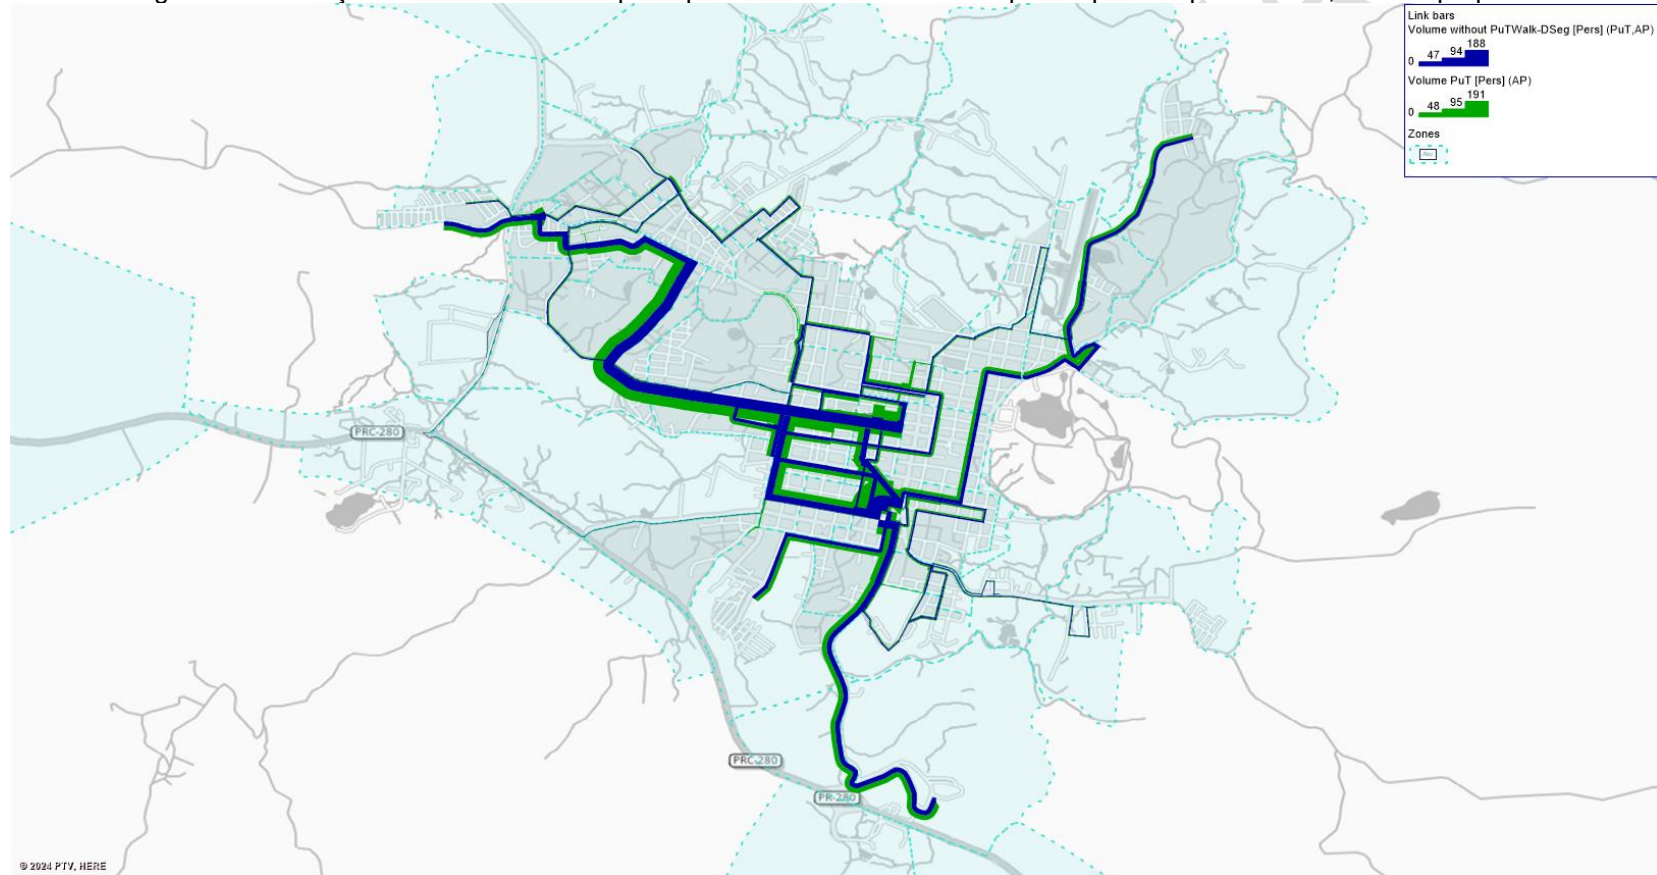 Link bars
Volume without PuTWalk-DSeg [Pers] (PuT,AP)
0 47 94 188
Volume PuT [Pers] (AP)
0 48 95 191
Zones
PRC-280
PRC-280
PR-280
© 2024 PTV, HERE